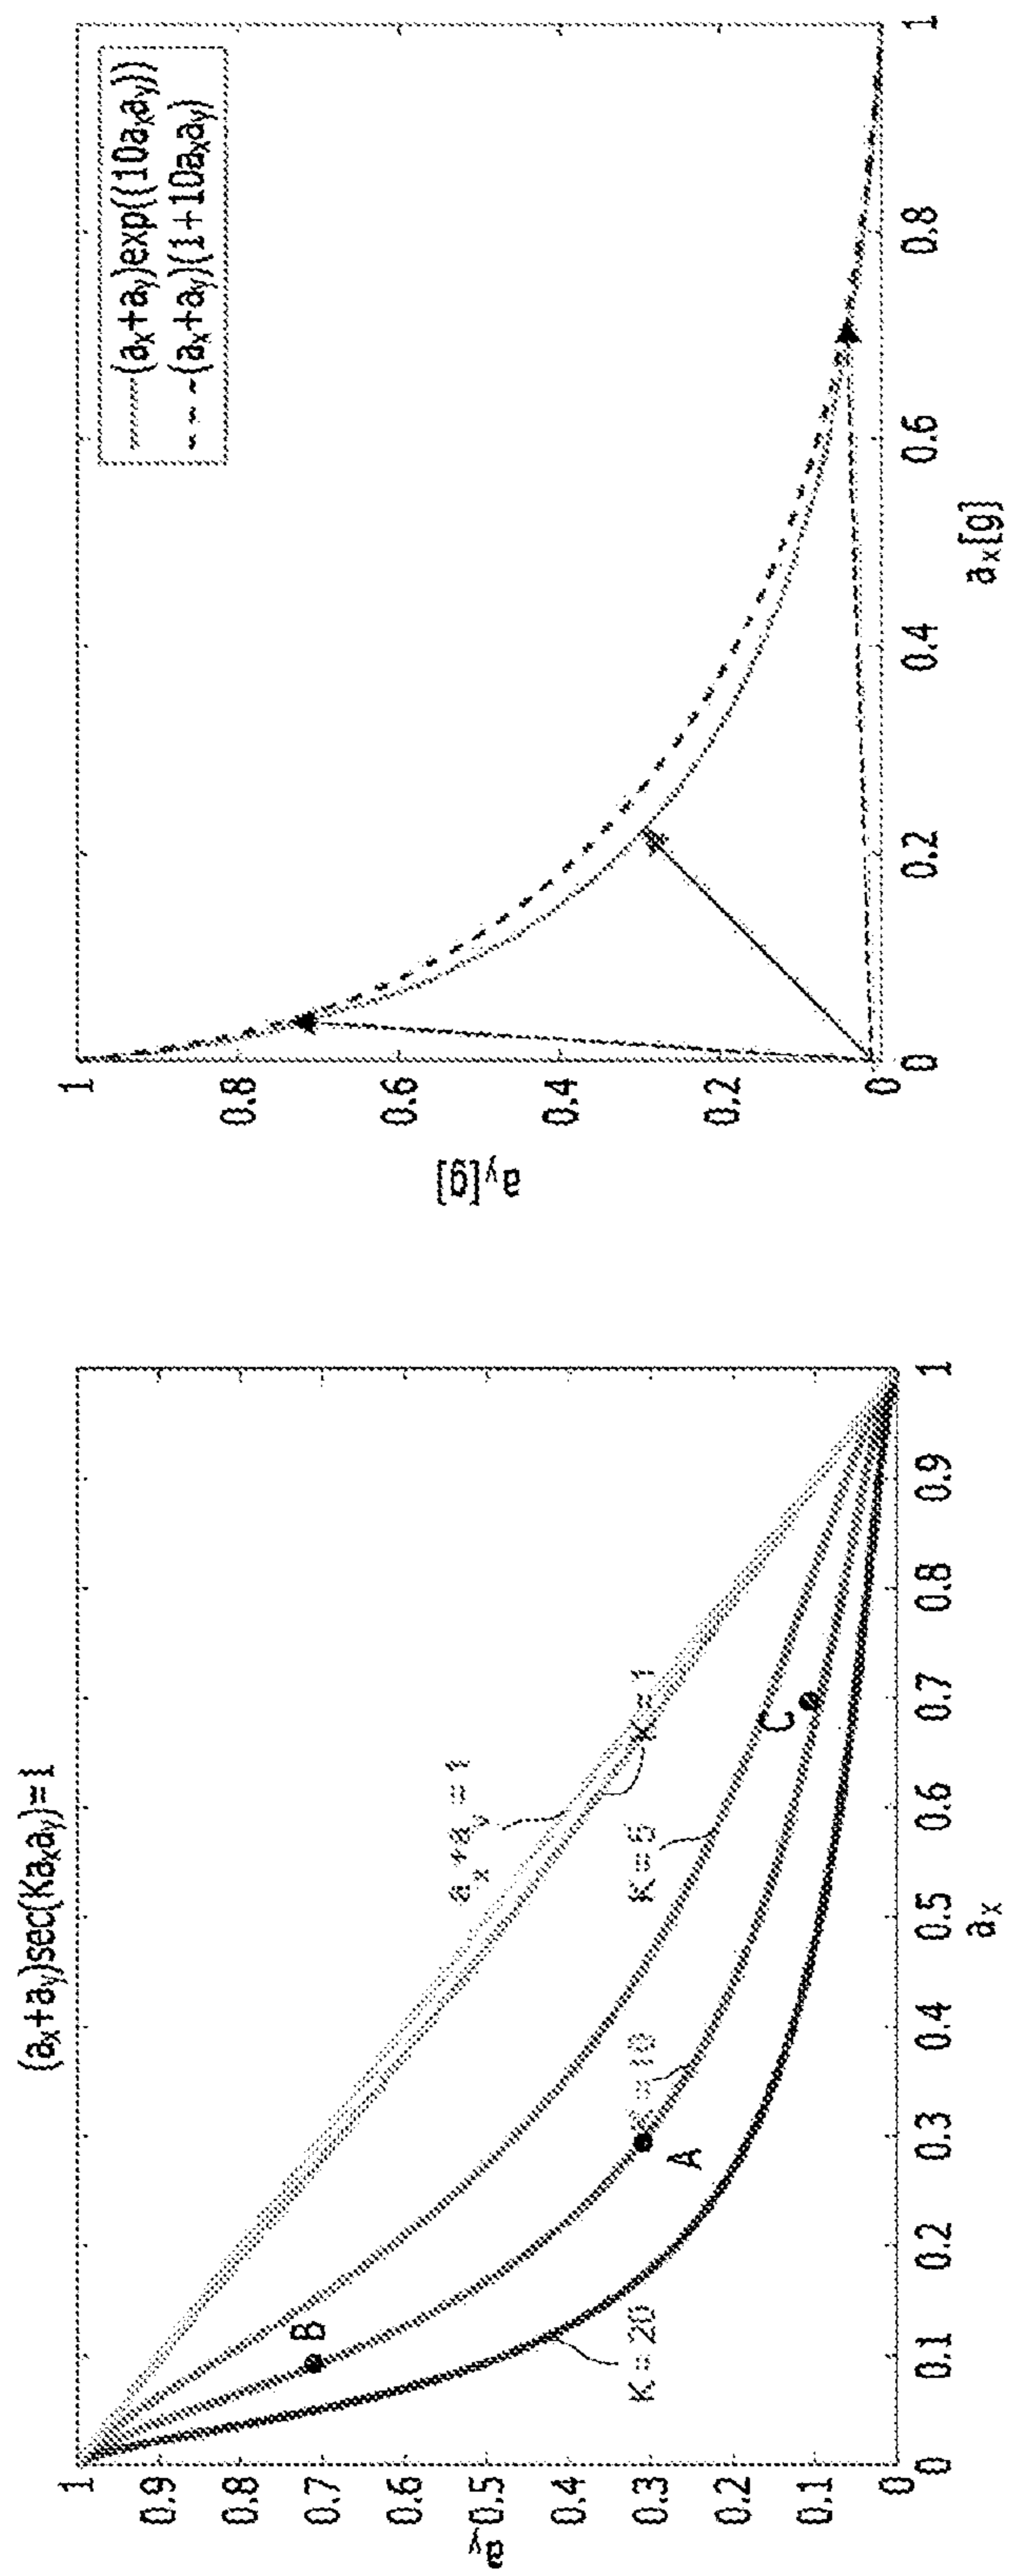 (ax+ay)sec(Kaxay)=1
1
0.9
0.8
0.7
0.6
0.5
0.4
0.3
0.2
0.1
0
ay
ax+ay=1
K=1
K=5
K=10
K=20
A
B
C
0 0.1 0.2 0.3 0.4 0.5 0.6 0.7 0.8 0.9 1
ax
(ax+ay)exp((10axay))
(ax+ay)(1+10axay)
1
0.8
0.6
0.4
0.2
0
ay[g]
0 0.2 0.4 0.6 0.8 1
ax[g]